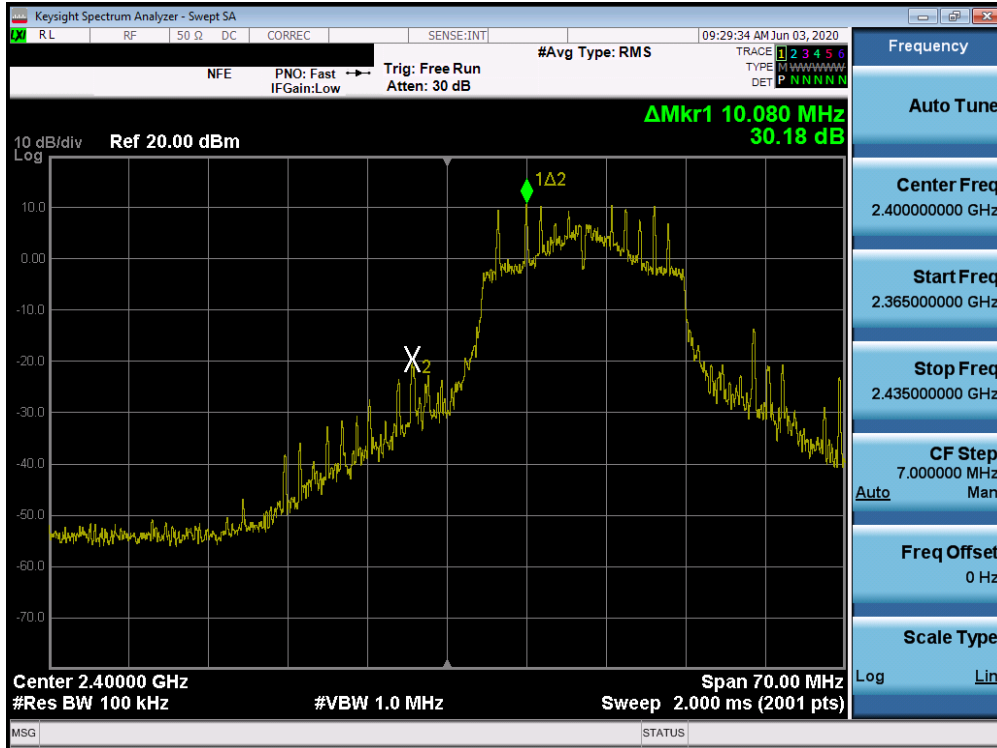 Keysight Spectrum Analyzer - Swept SA
LXI RL RF 50 Ω DC CORREC SENSE:INT 09:29:34 AM Jun 03, 2020
NFE PNO: Fast Trig: Free Run #Avg Type: RMS TRACE 1 2 3 4 5 6
IFGain:Low Atten: 30 dB TYPE M W W W W W
DET P N N N N N
Frequency
Auto Tune
ΔMkr1 10.080 MHz
30.18 dB
10 dB/div Ref 20.00 dBm
Log
1Δ2
10.0
0.00
-10.0
-20.0
X2
-30.0
-40.0
-50.0
-60.0
-70.0
Center Freq
2.400000000 GHz
Start Freq
2.365000000 GHz
Stop Freq
2.435000000 GHz
CF Step
7.000000 MHz
Auto Man
Freq Offset
0 Hz
Scale Type
Log Lin
Center 2.40000 GHz Span 70.00 MHz
#Res BW 100 kHz #VBW 1.0 MHz Sweep 2.000 ms (2001 pts)
MSG STATUS